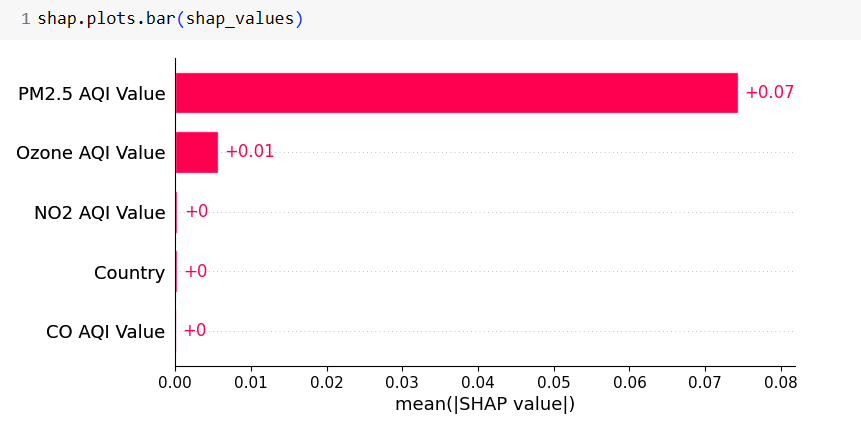 1 shap.plots.bar(shap_values)
PM2.5 AQI Value +0.07
Ozone AQI Value +0.01
NO2 AQI Value +0
Country +0
CO AQI Value +0
0.00 0.01 0.02 0.03 0.04 0.05 0.06 0.07 0.08
mean(|SHAP value|)